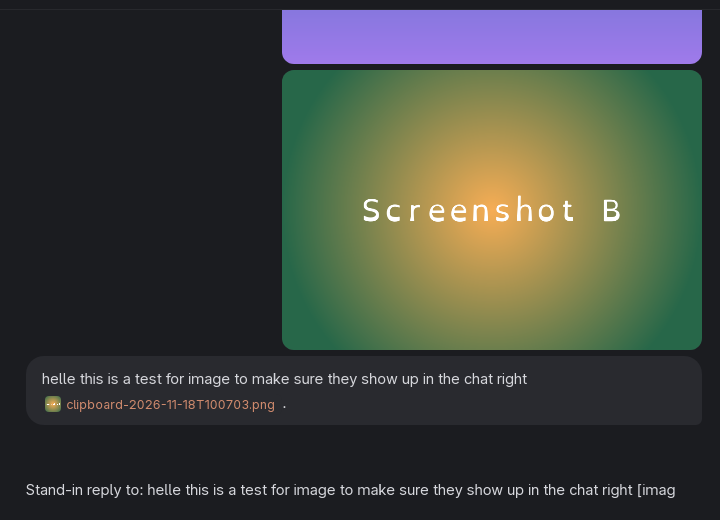 Screenshot B
helle this is a test for image to make sure they show up in the chat right
clipboard-2026-11-18T100703.png .
Stand-in reply to: helle this is a test for image to make sure they show up in the chat right [imag